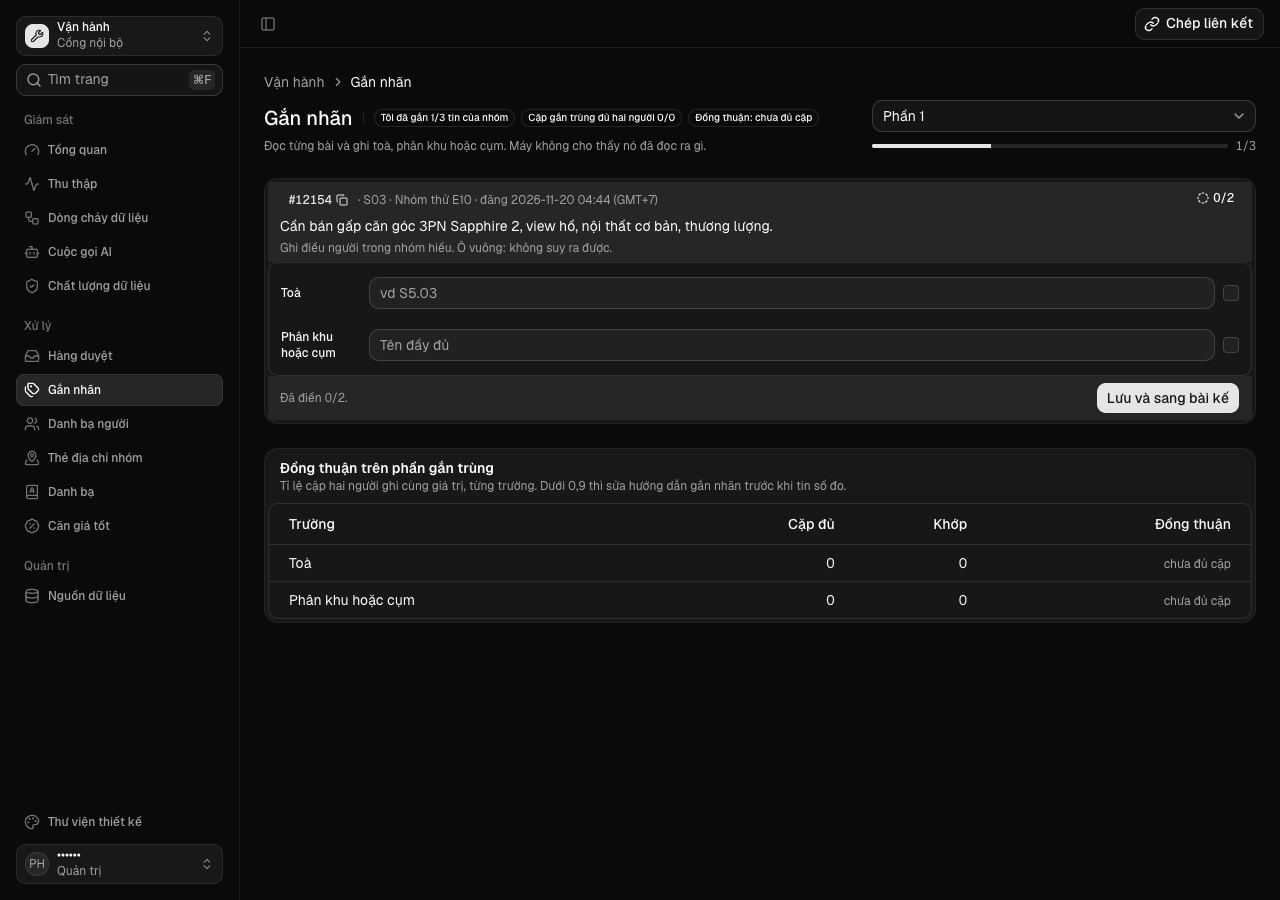 Vận hành
Cổng nội bộ
Tìm trang
⌘F
Giám sát
Tổng quan
Thu thập
Dòng chảy dữ liệu
Cuộc gọi AI
Chất lượng dữ liệu
Xử lý
Hàng duyệt
Gắn nhãn
Danh bạ người
Thẻ địa chỉ nhóm
Danh bạ
Căn giá tốt
Quản trị
Nguồn dữ liệu
Thư viện thiết kế
PH
••••••
Quản trị
Chép liên kết
Vận hành > Gắn nhãn
Gắn nhãn
Tôi đã gắn 1/3 tin của nhóm
Cặp gắn trùng đủ hai người 0/0
Đồng thuận: chưa đủ cặp
Đọc từng bài và ghi toà, phân khu hoặc cụm. Máy không cho thấy nó đã đọc ra gì.
Phần 1
1/3
#12154 · S03 · Nhóm thử E10 · đăng 2026-11-20 04:44 (GMT+7)
0/2
Cần bán gấp căn góc 3PN Sapphire 2, view hồ, nội thất cơ bản, thương lượng.
Ghi điều người trong nhóm hiểu. Ô vuông: không suy ra được.
Toà
vd S5.03
Phân khu
hoặc cụm
Tên đầy đủ
Đã điền 0/2.
Lưu và sang bài kế
Đồng thuận trên phần gắn trùng
Tỉ lệ cặp hai người ghi cùng giá trị, từng trường. Dưới 0,9 thì sửa hướng dẫn gắn nhãn trước khi tin số đo.
Trường Cặp đủ Khớp Đồng thuận
Toà 0 0 chưa đủ cặp
Phân khu hoặc cụm 0 0 chưa đủ cặp